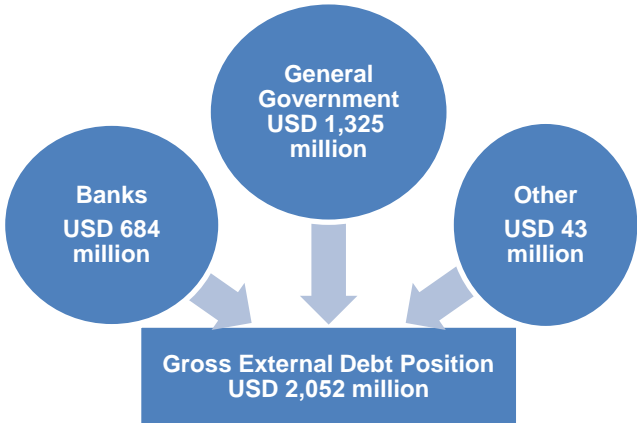 General
Government
USD 1,325
million
Banks
USD 684
million
Other
USD 43
million
Gross External Debt Position
USD 2,052 million